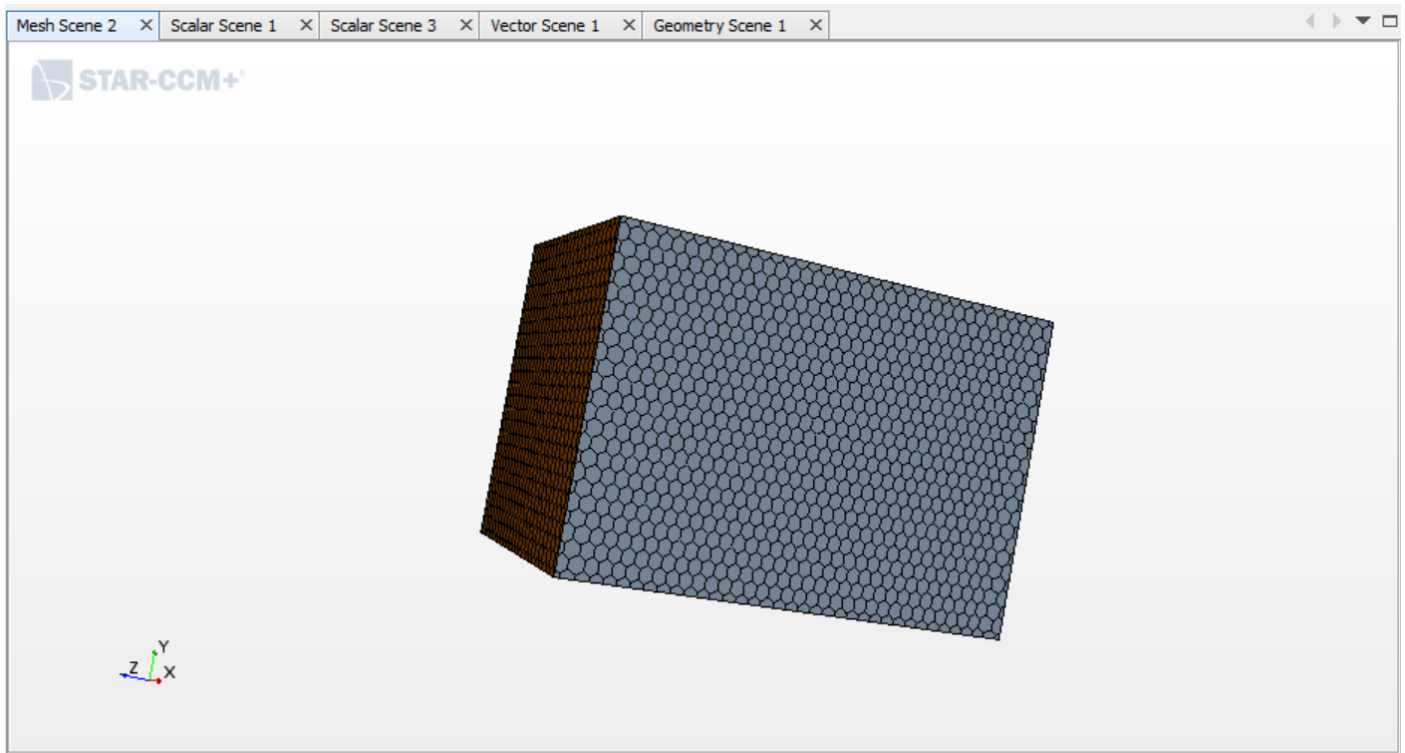 Mesh Scene 2 X Scalar Scene 1 X Scalar Scene 3 X Vector Scene 1 X Geometry Scene 1 X
STAR-CCM+
Y
Z X